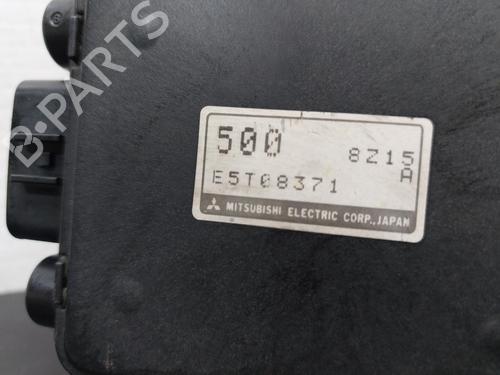 B-PARTS
500 8Z15
E5T08371 A
MITSUBISHI ELECTRIC CORP., JAPAN